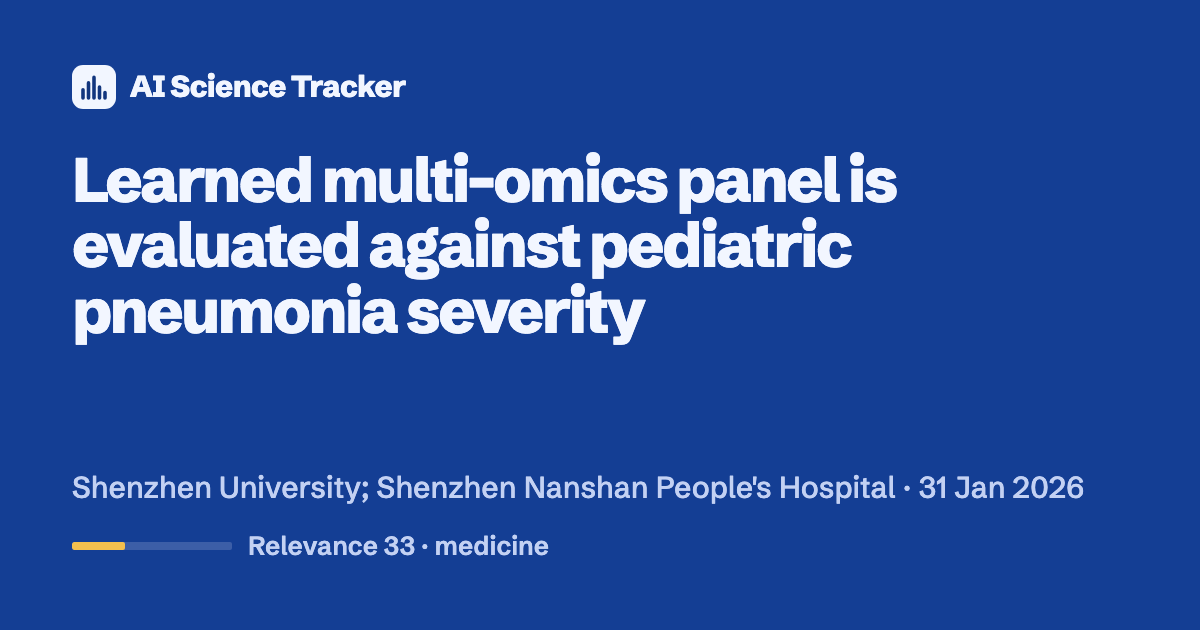 AI Science Tracker
Learned multi-omics panel is
evaluated against pediatric
pneumonia severity
Shenzhen University; Shenzhen Nanshan People's Hospital · 31 Jan 2026
Relevance 33 · medicine